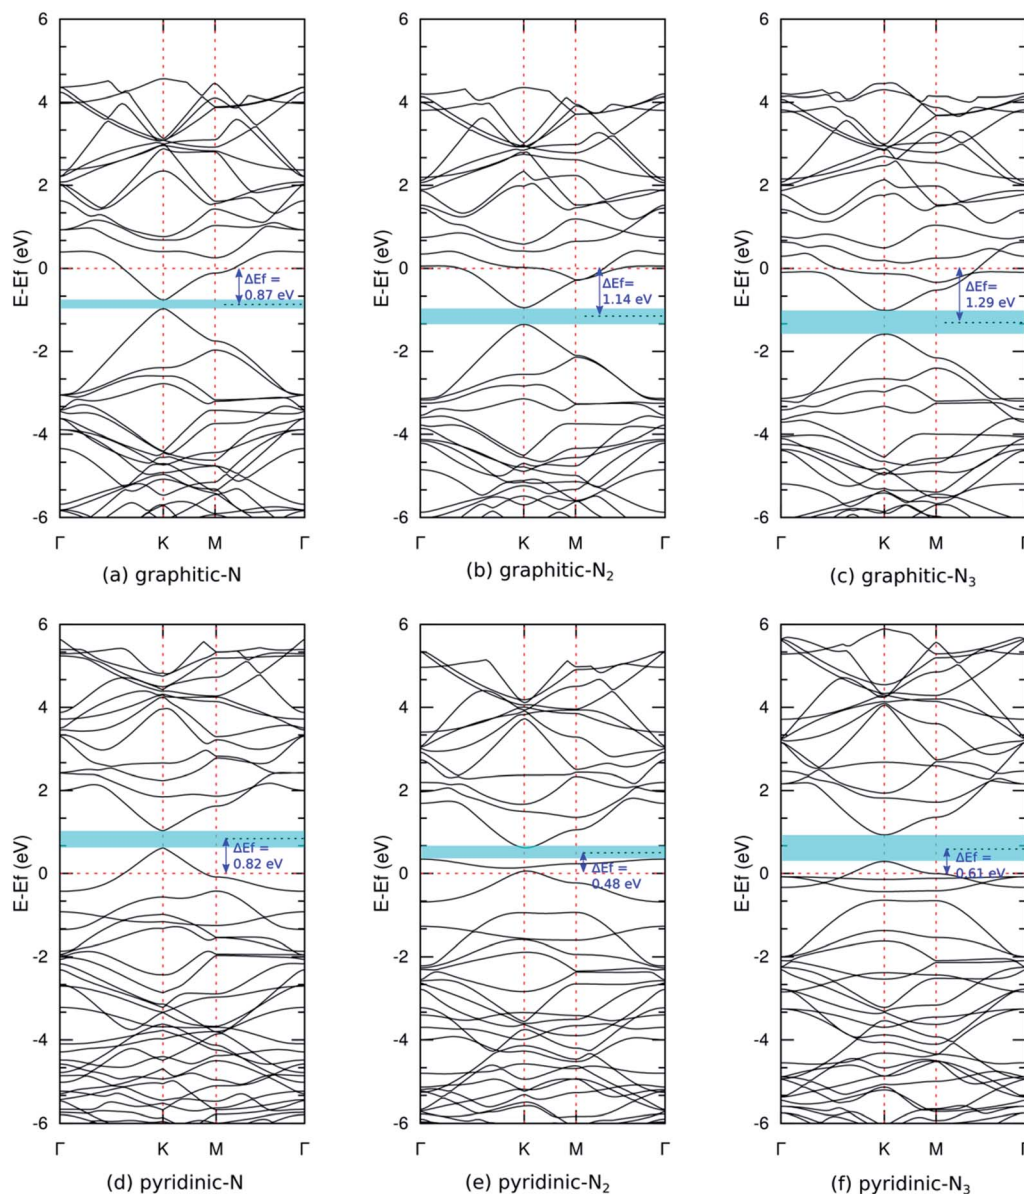 6
4
2
0
-2
-4
-6
E-Ef (eV)
ΔEf =
0.87 eV
Γ K M Γ
(a) graphitic-N
6
4
2
0
-2
-4
-6
E-Ef (eV)
ΔEf=
1.14 eV
Γ K M Γ
(b) graphitic-N₂
6
4
2
0
-2
-4
-6
E-Ef (eV)
ΔEf=
1.29 eV
Γ K M Γ
(c) graphitic-N₃
6
4
2
0
-2
-4
-6
E-Ef (eV)
ΔEf =
0.82 eV
Γ K M Γ
(d) pyridinic-N
6
4
2
0
-2
-4
-6
E-Ef (eV)
ΔEf =
0.48 eV
Γ K M Γ
(e) pyridinic-N₂
6
4
2
0
-2
-4
-6
E-Ef (eV)
ΔEf =
0.61 eV
Γ K M Γ
(f) pyridinic-N₃